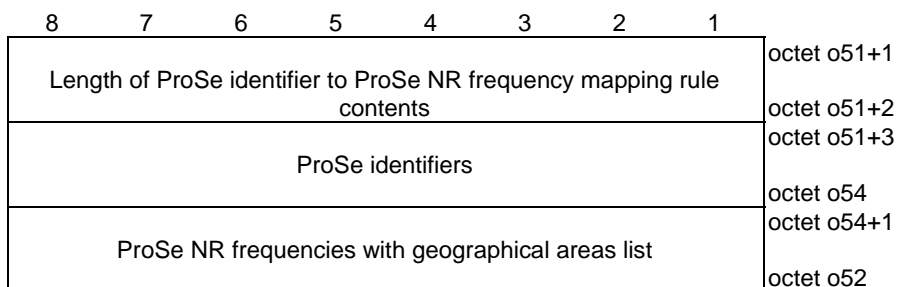 8 7 6 5 4 3 2 1
octet o51+1
Length of ProSe identifier to ProSe NR frequency mapping rule
contents
octet o51+2
octet o51+3
ProSe identifiers
octet o54
octet o54+1
ProSe NR frequencies with geographical areas list
octet o52